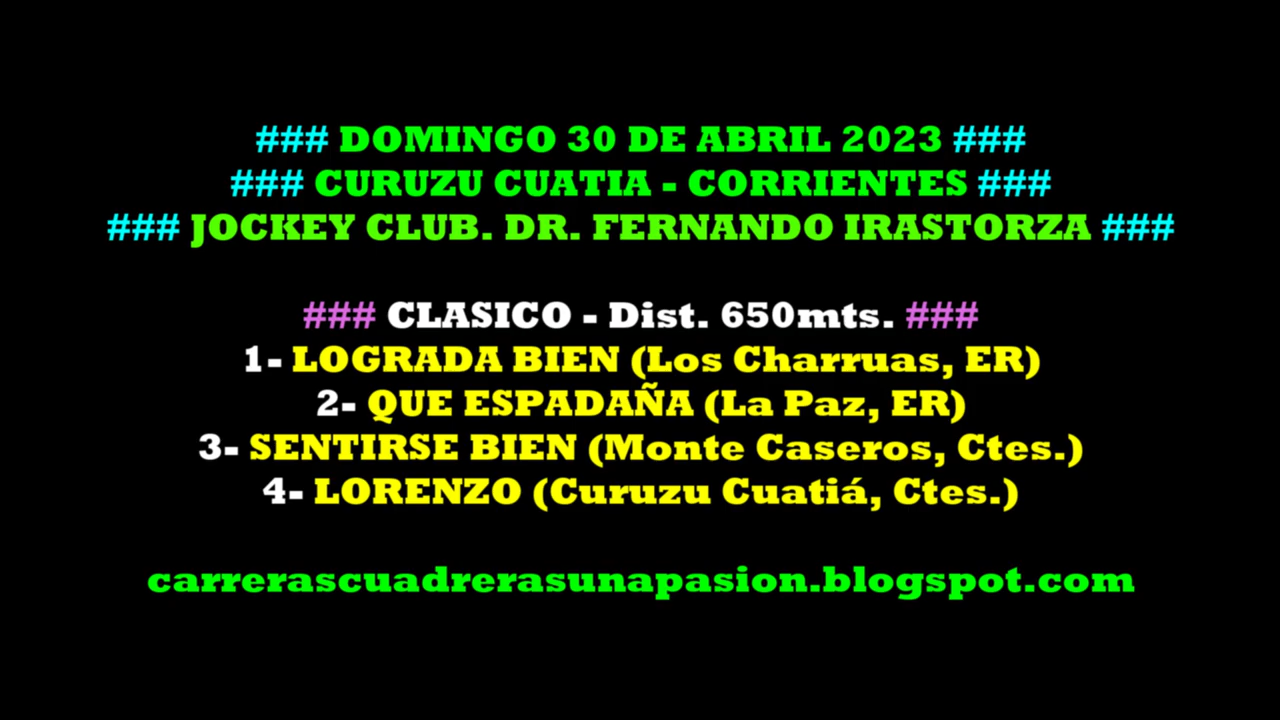 ### DOMINGO 30 DE ABRIL 2023 ###
### CURUZU CUATIA - CORRIENTES ###
### JOCKEY CLUB. DR. FERNANDO IRASTORZA ###
### CLASICO - Dist. 650mts. ###
1- LOGRADA BIEN (Los Charruas, ER)
2- QUE ESPADAÑA (La Paz, ER)
3- SENTIRSE BIEN (Monte Caseros, Ctes.)
4- LORENZO (Curuzu Cuatiá, Ctes.)
carrerascuadrerasunapasion.blogspot.com